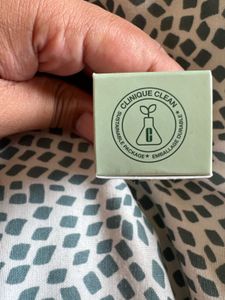 CLINIQUE CLEAN
SUSTAINABLE PACKAGE★ EMBALLAGE DURABLE★
C